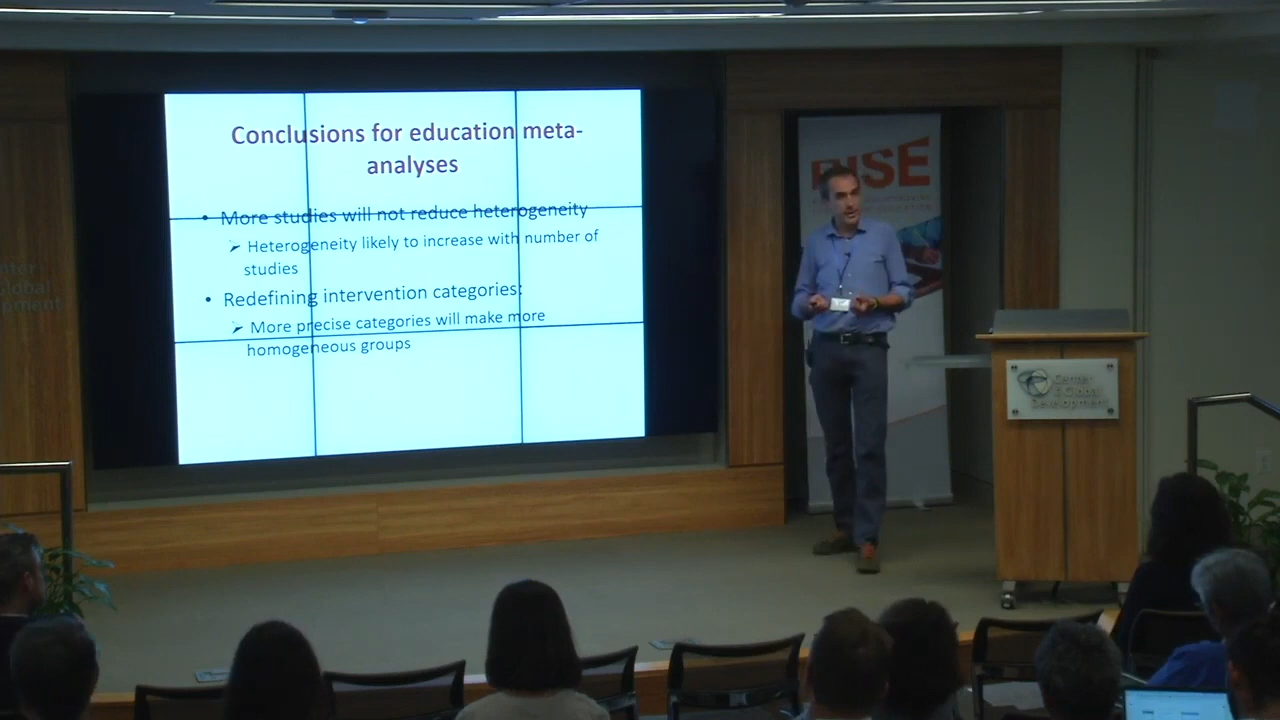 Conclusions for education meta-
analyses
• More studies will not reduce heterogeneity
➢ Heterogeneity likely to increase with number of
studies
• Redefining intervention categories:
➢ More precise categories will make more
homogeneous groups
RISE
Center
Global
Development